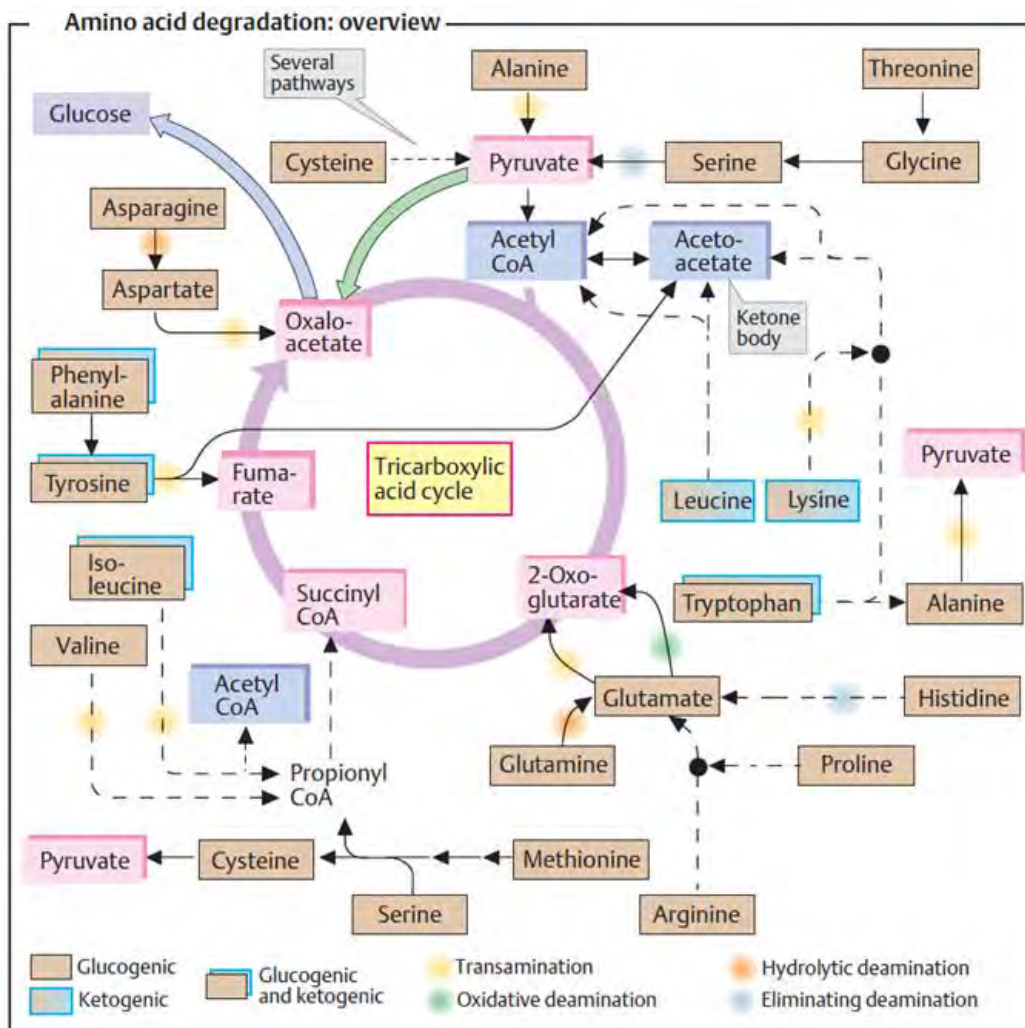 Amino acid degradation: overview
Several
pathways
Alanine
Threonine
Glucose
Cysteine
Pyruvate
Serine
Glycine
Asparagine
Acetyl
CoA
Aceto-
acetate
Aspartate
Oxalo-
acetate
Ketone
body
Phenyl-
alanine
Tricarboxylic
acid cycle
Pyruvate
Tyrosine
Fuma-
rate
Leucine
Lysine
Iso-
leucine
Succinyl
CoA
2-Oxo-
glutarate
Tryptophan
Alanine
Valine
Acetyl
CoA
Glutamate
Histidine
Propionyl
CoA
Glutamine
Proline
Pyruvate
Cysteine
Methionine
Serine
Arginine
Glucogenic
Ketogenic
Glucogenic
and ketogenic
Transamination
Oxidative deamination
Hydrolytic deamination
Eliminating deamination